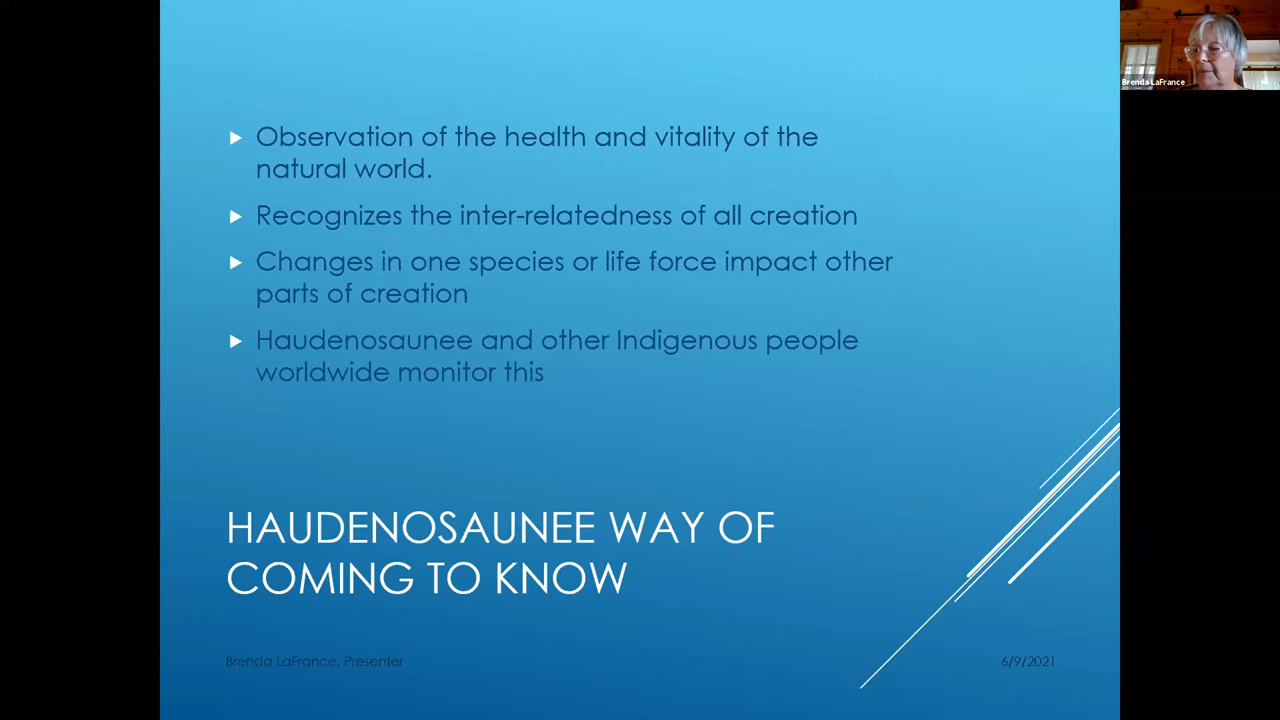 Observation of the health and vitality of the
natural world.
Recognizes the inter-relatedness of all creation
Changes in one species or life force impact other
parts of creation
Haudenosaunee and other Indigenous people
worldwide monitor this
HAUDENOSAUNEE WAY OF
COMING TO KNOW
Brenda LaFrance, Presenter
6/9/2021
Brenda LaFrance